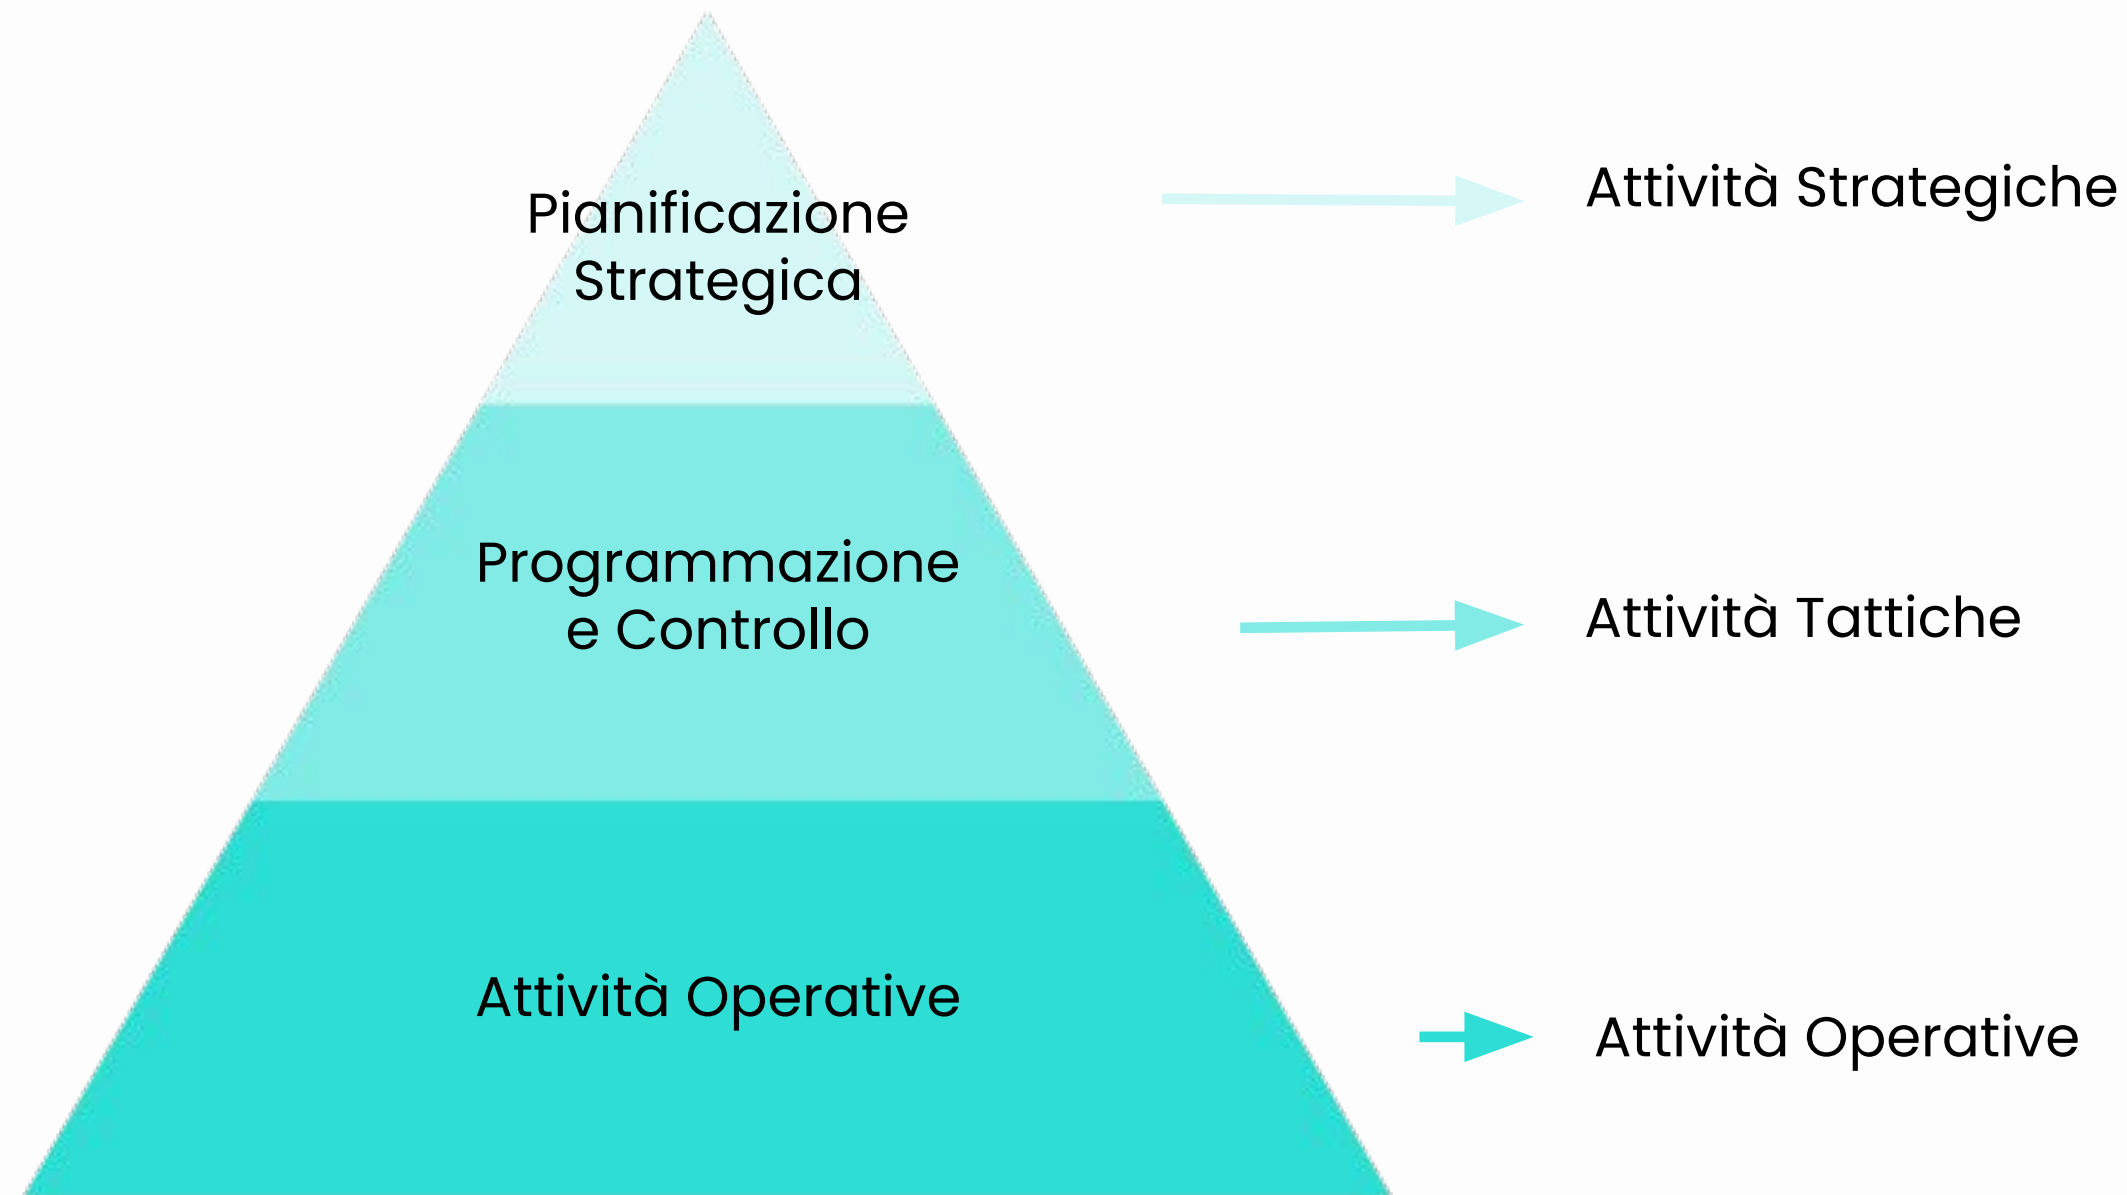 Pianificazione
Strategica
Attività Strategiche
Programmazione
e Controllo
Attività Tattiche
Attività Operative
Attività Operative